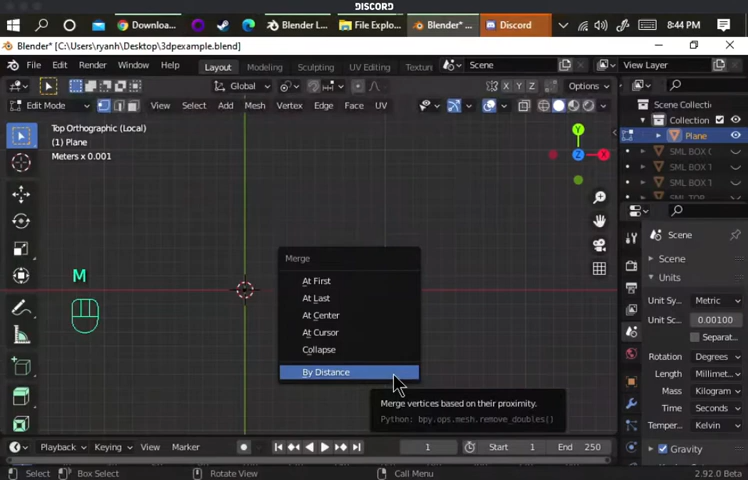 DISCORD
Downloa...
Blender L...
File Explo...
Blender* ...
Discord
8:44 PM
Blender* [C:\Users\ryanh\Desktop\3dpexample.blend]
File Edit Render Window Help Layout Modeling Sculpting UV Editing Textur Scene View Layer
Global
X Y Z Options
Edit Mode View Select Add Mesh Vertex Edge Face UV
Top Orthographic (Local)
(1) Plane
Meters x 0.001
Y
Z
X
Scene Collecti
Collection
Plane
SML BOX
SML BOX T
SML BOX 1
SML TOP
Scene
Scene
Units
Unit Sy... Metric
Unit Sc... 0.00100
Separat...
Rotation Degrees
Length Millimet...
Mass Kilogram
Time Seconds
Temper... Kelvin
Gravity
M
Merge
At First
At Last
At Center
At Cursor
Collapse
By Distance
Merge vertices based on their proximity.
Python: bpy.ops.mesh.remove_doubles()
Playback Keying View Marker 1 Start 1 End 250
Select Box Select Rotate View Call Menu 2.92.0 Beta